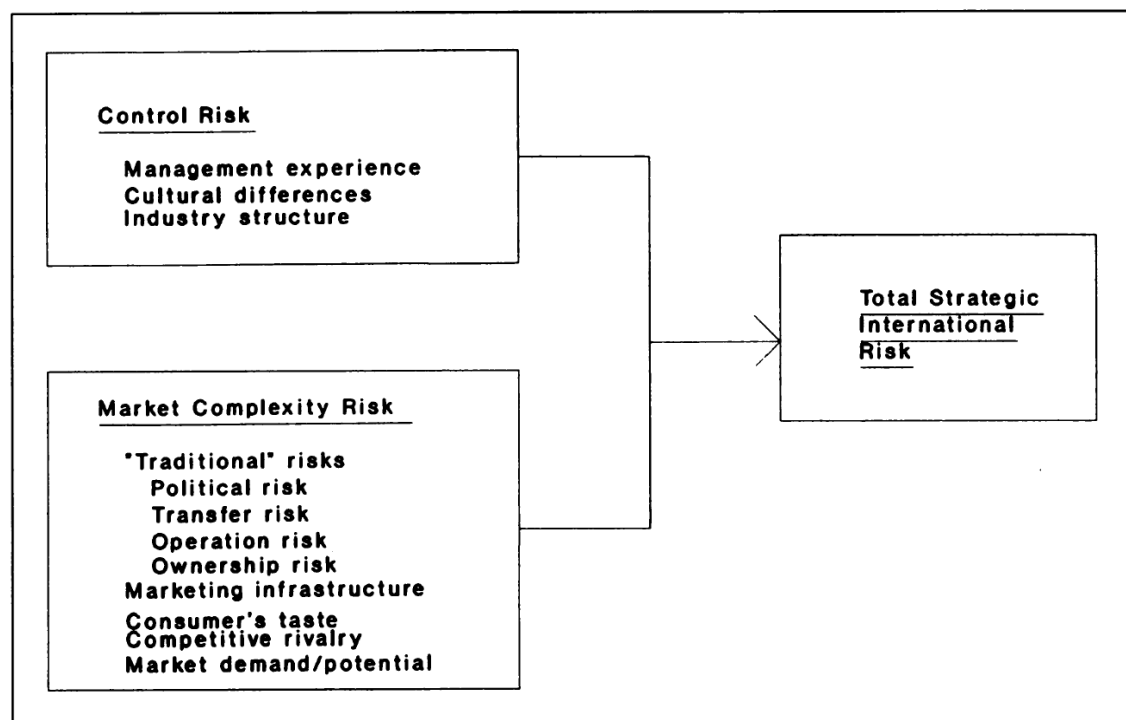 Control Risk
Management experience
Cultural differences
Industry structure
Total Strategic
International
Risk
Market Complexity Risk
"Traditional" risks
Political risk
Transfer risk
Operation risk
Ownership risk
Marketing infrastructure
Consumer's taste
Competitive rivalry
Market demand/potential